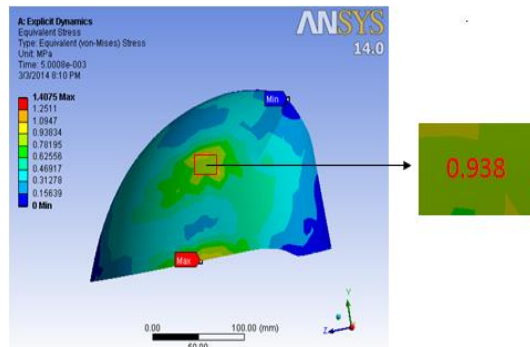 A: Explicit Dynamics
Equivalent Stress
Type: Equivalent (von-Mises) Stress
Unit: MPa
Time: 5.0008e-003
3/3/2014 8:10 PM
ANSYS
14.0
1.4075 Max
1.2511
1.0947
0.93834
0.78195
0.62556
0.46917
0.31278
0.15639
0 Min
Min
0.938
Max
0.00
100.00 (mm)
50.00
Y
Z